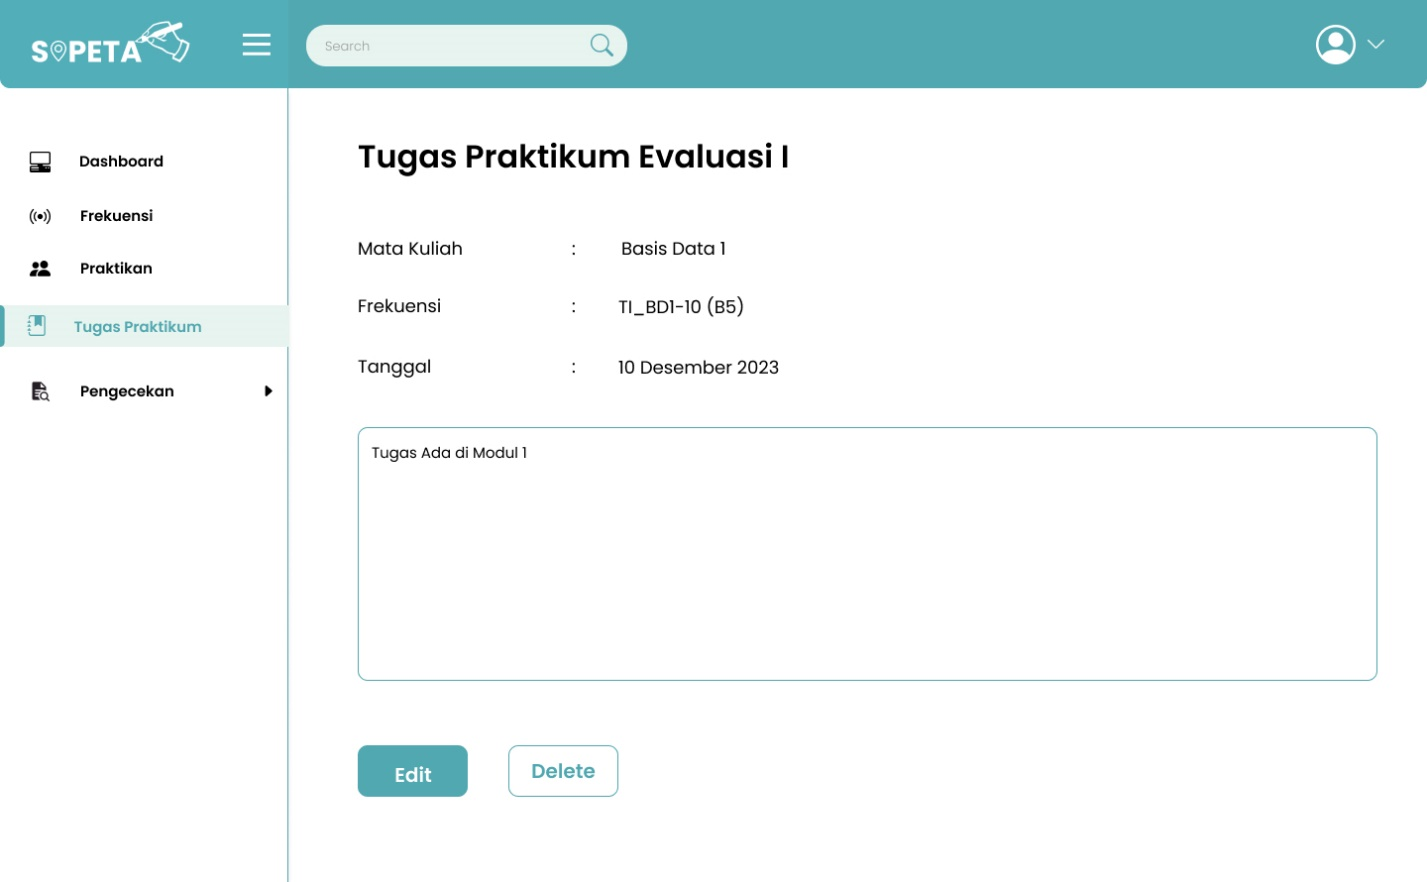 SOPETA
Search
Dashboard
Frekuensi
Praktikan
Tugas Praktikum
Pengecekan
Tugas Praktikum Evaluasi I
Mata Kuliah : Basis Data 1
Frekuensi : TI_BD1-10 (B5)
Tanggal : 10 Desember 2023
Tugas Ada di Modul 1
Edit
Delete